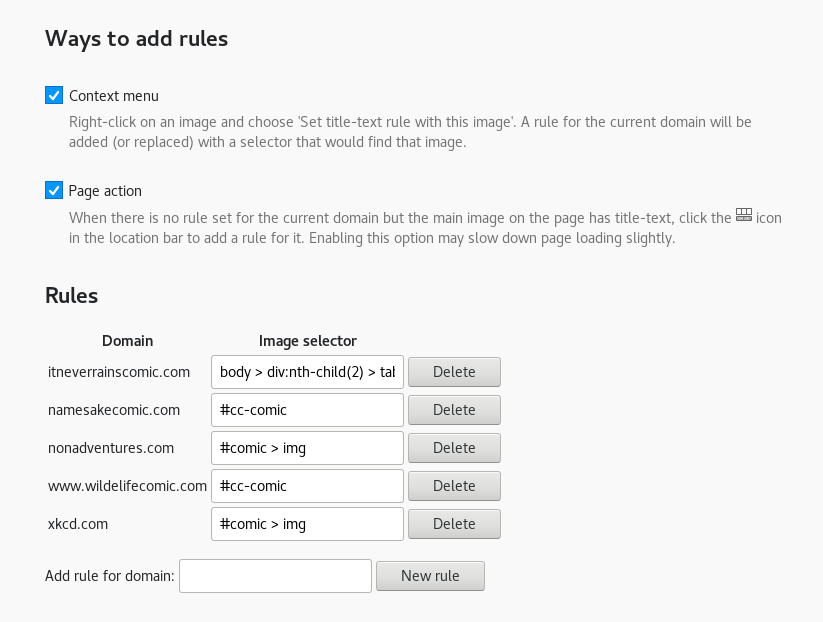 Ways to add rules
Context menu
Right-click on an image and choose 'Set title-text rule with this image'. A rule for the current domain will be
added (or replaced) with a selector that would find that image.
Page action
When there is no rule set for the current domain but the main image on the page has title-text, click the icon
in the location bar to add a rule for it. Enabling this option may slow down page loading slightly.
Rules
Domain Image selector
itneverrainscomic.com body > div:nth-child(2) > tab Delete
namesakecomic.com #cc-comic Delete
nonadventures.com #comic > img Delete
www.wildelifecomic.com #cc-comic Delete
xkcd.com #comic > img Delete
Add rule for domain: New rule